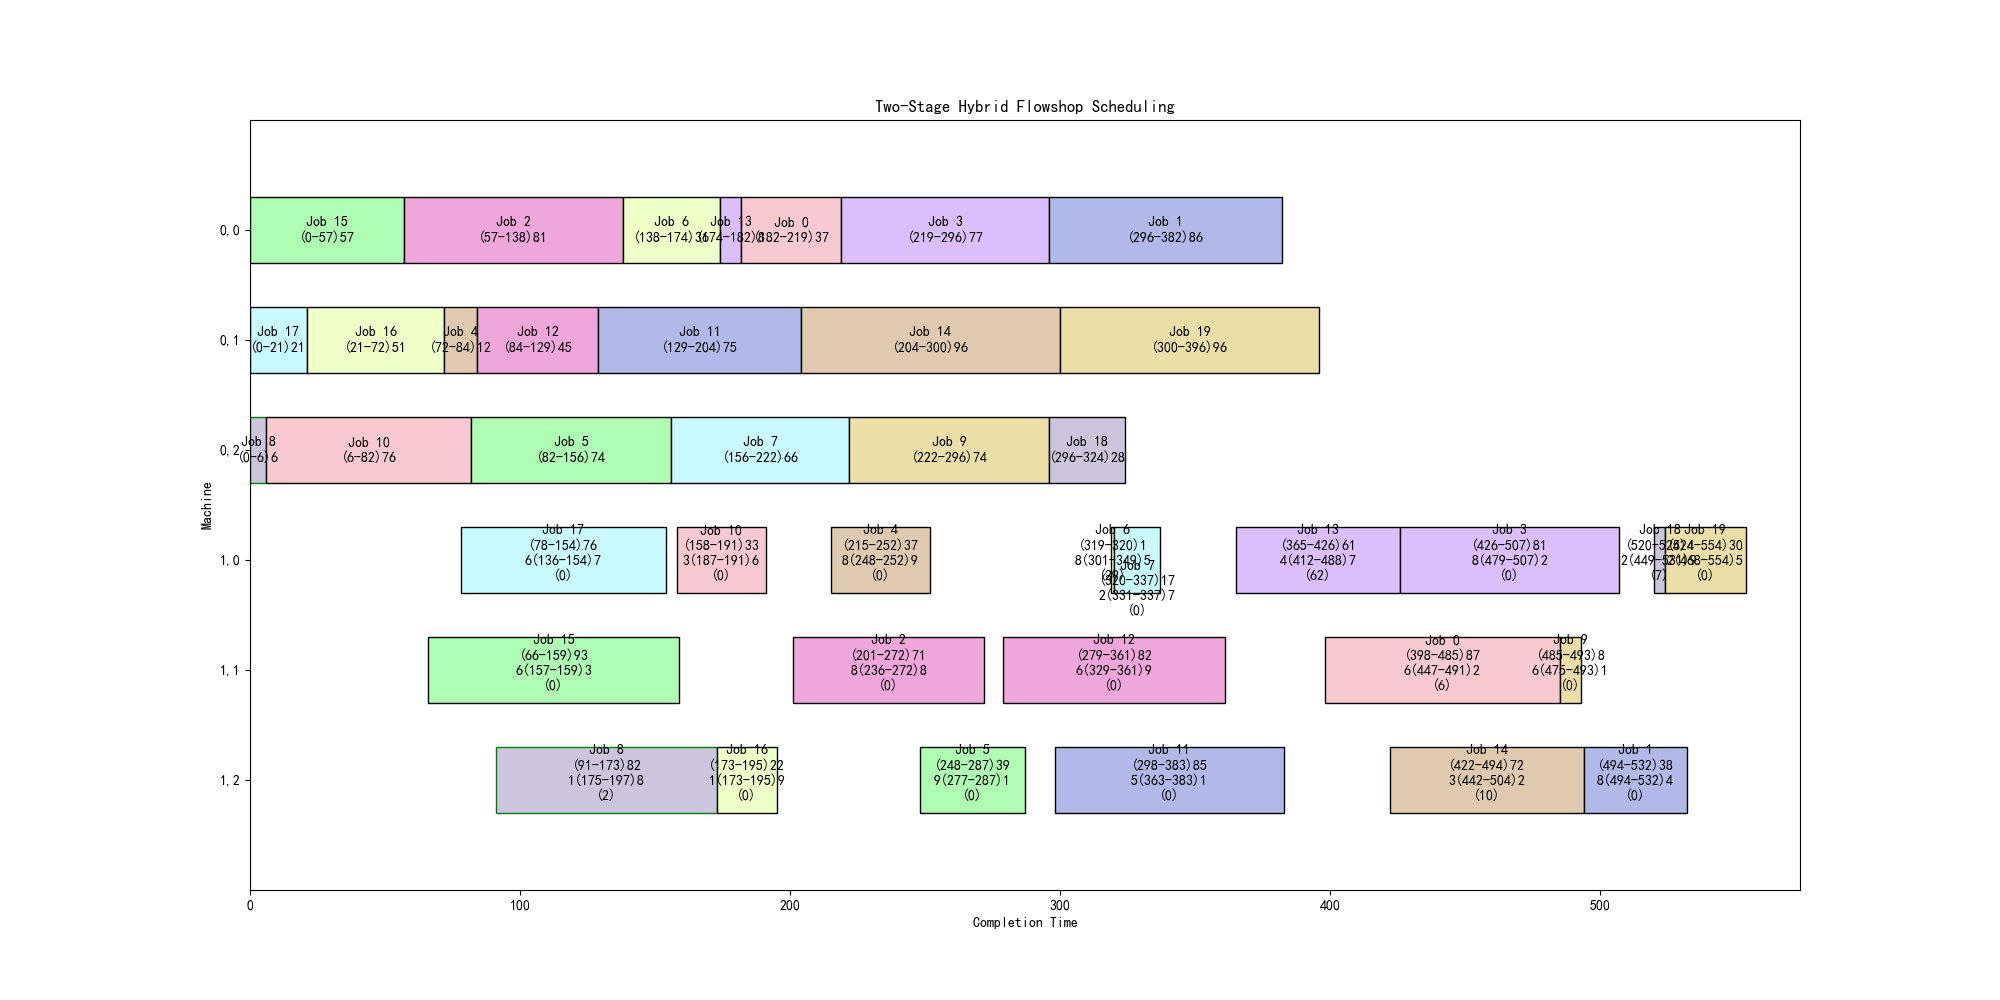 Two-Stage Hybrid Flowshop Scheduling
Machine
0,0
Job 15
(0-57)57
Job 2
(57-138)81
Job 6
(138-174)36
Job 13
(174-182)8
Job 0
(182-219)37
Job 3
(219-296)77
Job 1
(296-382)86
0,1
Job 17
(0-21)21
Job 16
(21-72)51
Job 4
(72-84)12
Job 12
(84-129)45
Job 11
(129-204)75
Job 14
(204-300)96
Job 19
(300-396)96
0,2
Job 8
(0-6)6
Job 10
(6-82)76
Job 5
(82-156)74
Job 7
(156-222)66
Job 9
(222-296)74
Job 18
(296-324)28
1,0
Job 17
(78-154)76
6(136-154)7
(0)
Job 10
(158-191)33
3(187-191)6
(0)
Job 4
(215-252)37
8(248-252)9
(0)
Job 6
(319-320)1
8(301-349)5
Job 7
(320-337)17
2(331-337)7
(0)
Job 13
(365-426)61
4(412-488)7
(62)
Job 3
(426-507)81
8(479-507)2
(0)
Job 18
(520-524)4
(7)
Job 19
(524-554)30
(0)
1,1
Job 15
(66-159)93
6(157-159)3
(0)
Job 2
(201-272)71
8(236-272)8
(0)
Job 12
(279-361)82
6(329-361)9
(0)
Job 0
(398-485)87
6(447-491)2
(6)
Job 9
(485-493)8
6(475-493)1
(0)
1,2
Job 8
(91-173)82
1(175-197)8
(2)
Job 16
(173-195)22
1(173-195)9
(0)
Job 5
(248-287)39
9(277-287)1
(0)
Job 11
(298-383)85
5(363-383)1
(0)
Job 14
(422-494)72
3(442-504)2
(10)
Job 1
(494-532)38
8(494-532)4
(0)
0
100
200
300
400
500
Completion Time